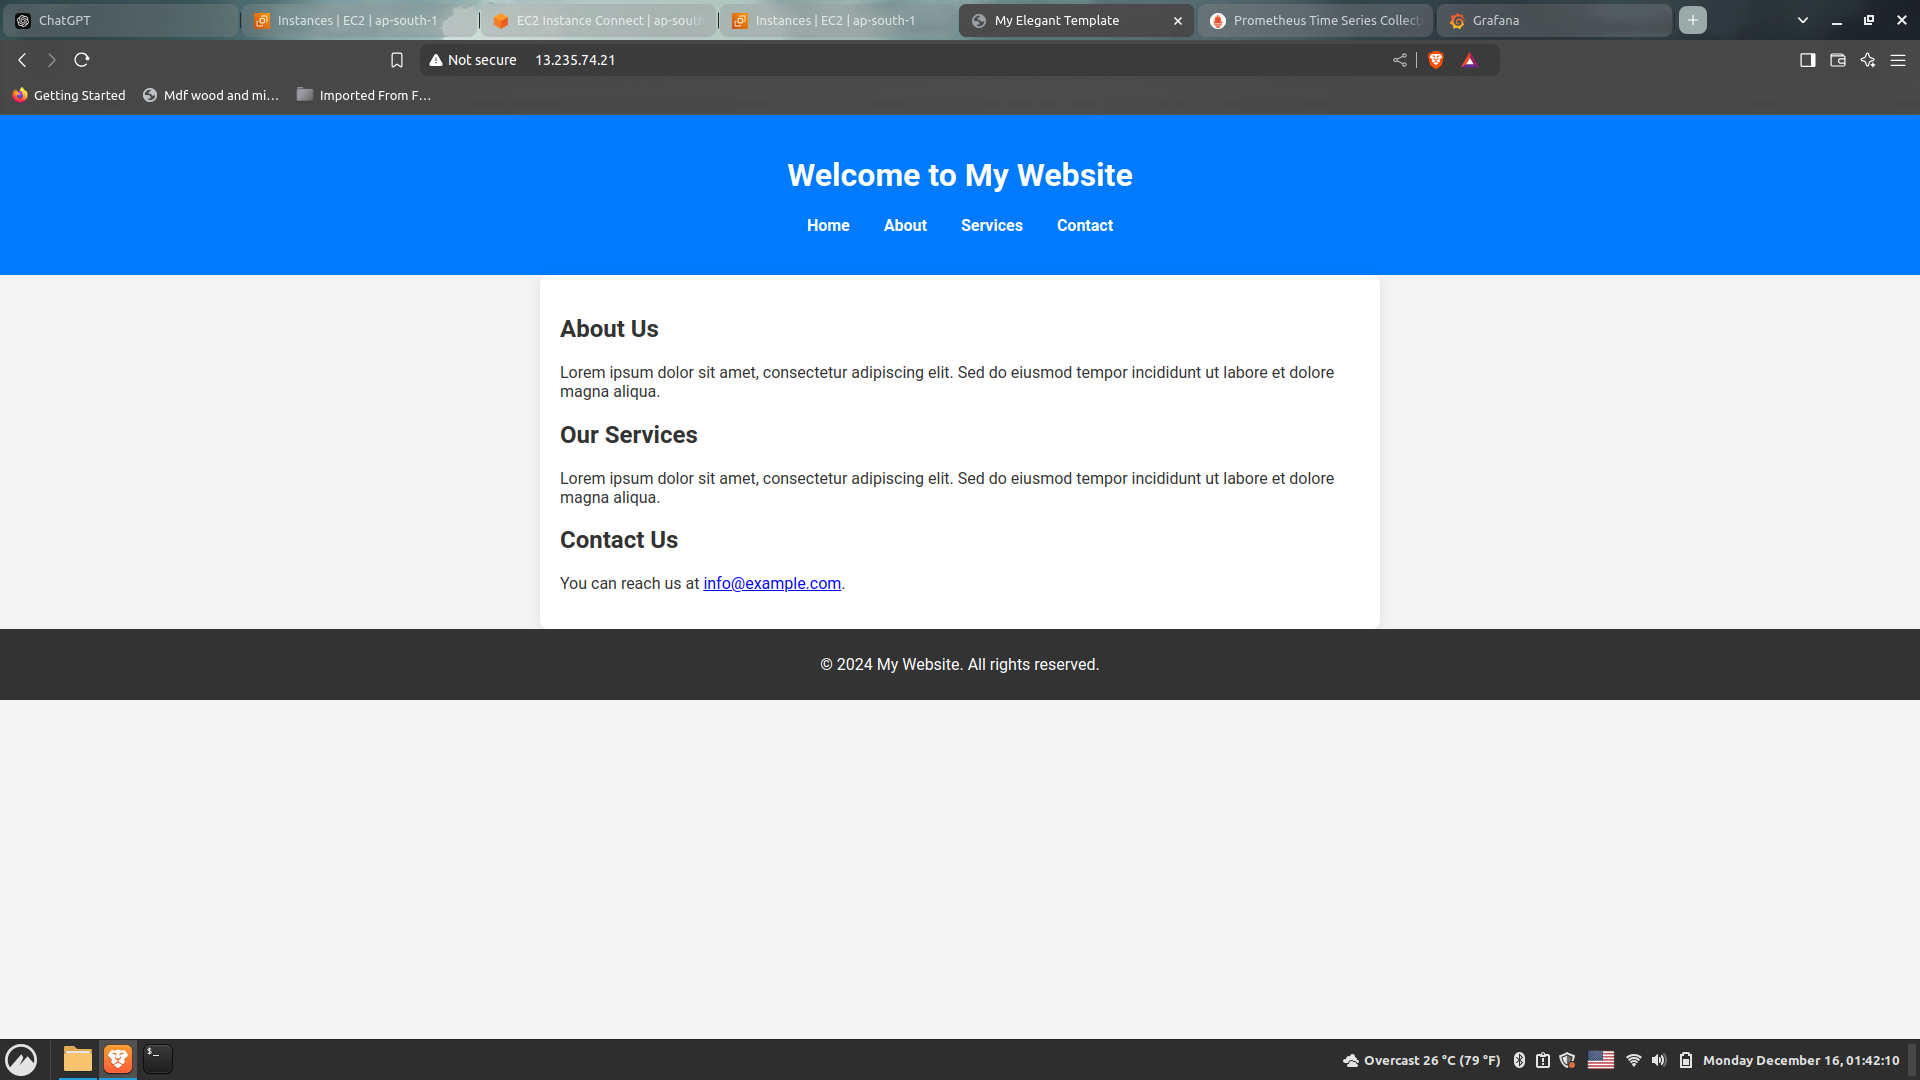 ChatGPT
Instances | EC2 | ap-south-1
EC2 Instance Connect | ap-south
Instances | EC2 | ap-south-1
My Elegant Template
Prometheus Time Series Collecti
Grafana
Not secure 13.235.74.21
Getting Started
Mdf wood and mi...
Imported From F...
Welcome to My Website
Home About Services Contact
About Us
Lorem ipsum dolor sit amet, consectetur adipiscing elit. Sed do eiusmod tempor incididunt ut labore et dolore
magna aliqua.
Our Services
Lorem ipsum dolor sit amet, consectetur adipiscing elit. Sed do eiusmod tempor incididunt ut labore et dolore
magna aliqua.
Contact Us
You can reach us at info@example.com.
© 2024 My Website. All rights reserved.
$_
Overcast 26 °C (79 °F)
Monday December 16, 01:42:10